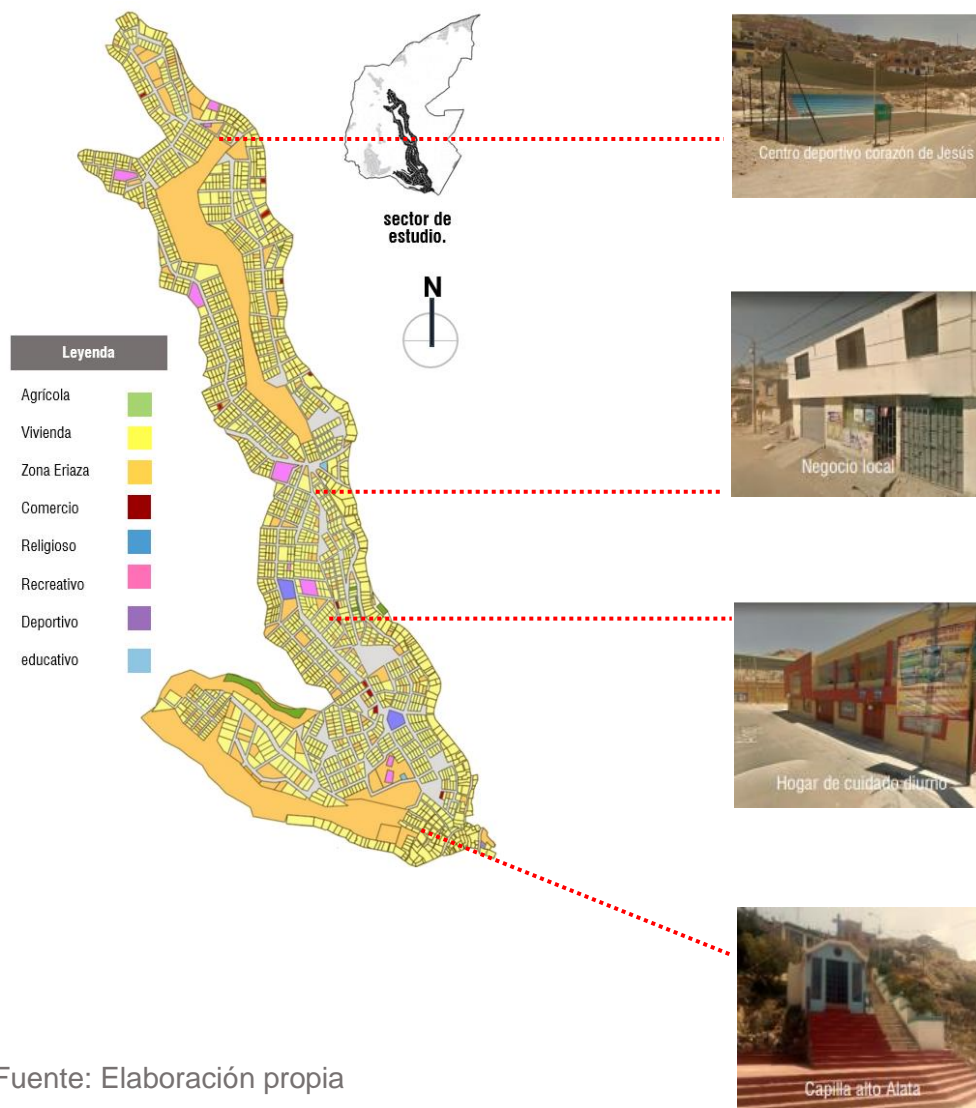 Centro deportivo corazón de Jesús
sector de
estudio.
N
Negocio local
Leyenda
Agrícola
Vivienda
Zona Eriaza
Comercio
Religioso
Recreativo
Deportivo
educativo
Hogar de cuidado diurno
Capilla alto Alata
Fuente: Elaboración propia